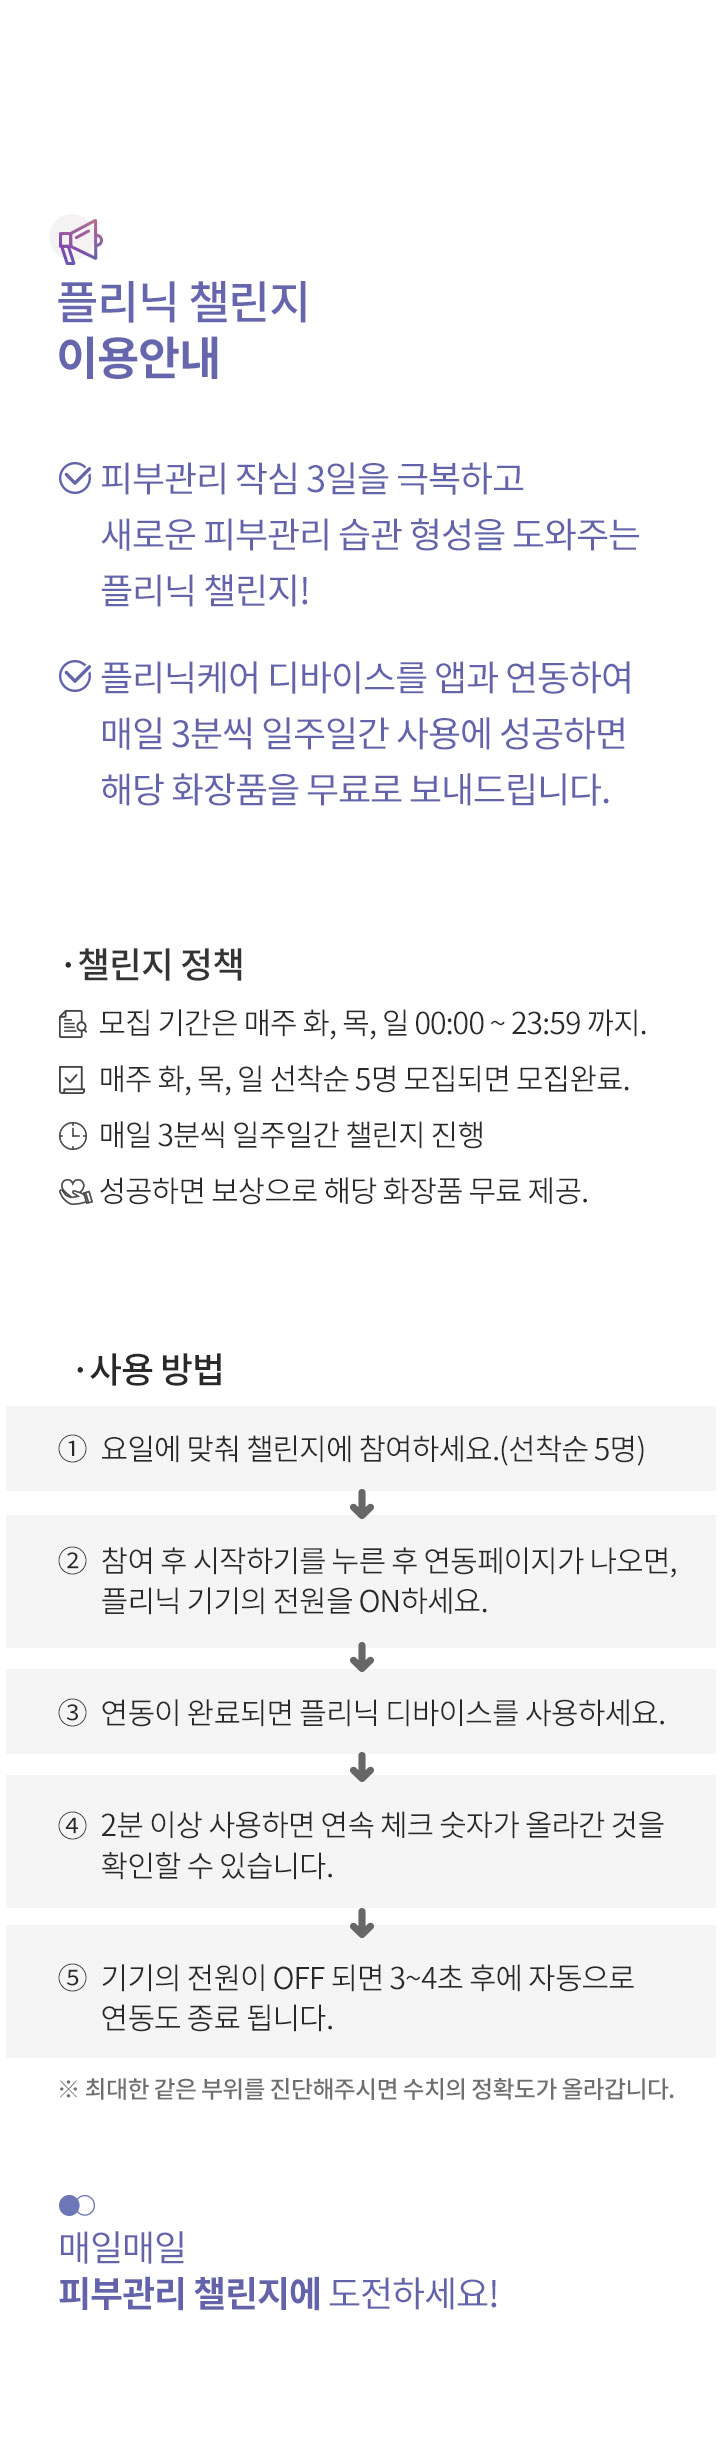 플리닉 챌린지
이용안내
피부관리 작심 3일을 극복하고
새로운 피부관리 습관 형성을 도와주는
플리닉 챌린지!
플리닉케어 디바이스를 앱과 연동하여
매일 3분씩 일주일간 사용에 성공하면
해당 화장품을 무료로 보내드립니다.
·챌린지 정책
모집 기간은 매주 화, 목, 일 00:00 ~ 23:59 까지.
매주 화, 목, 일 선착순 5명 모집되면 모집완료.
매일 3분씩 일주일간 챌린지 진행
성공하면 보상으로 해당 화장품 무료 제공.
·사용 방법
① 요일에 맞춰 챌린지에 참여하세요.(선착순 5명)
② 참여 후 시작하기를 누른 후 연동페이지가 나오면,
플리닉 기기의 전원을 ON하세요.
③ 연동이 완료되면 플리닉 디바이스를 사용하세요.
④ 2분 이상 사용하면 연속 체크 숫자가 올라간 것을
확인할 수 있습니다.
⑤ 기기의 전원이 OFF 되면 3~4초 후에 자동으로
연동도 종료 됩니다.
※ 최대한 같은 부위를 진단해주시면 수치의 정확도가 올라갑니다.
매일매일
피부관리 챌린지에 도전하세요!